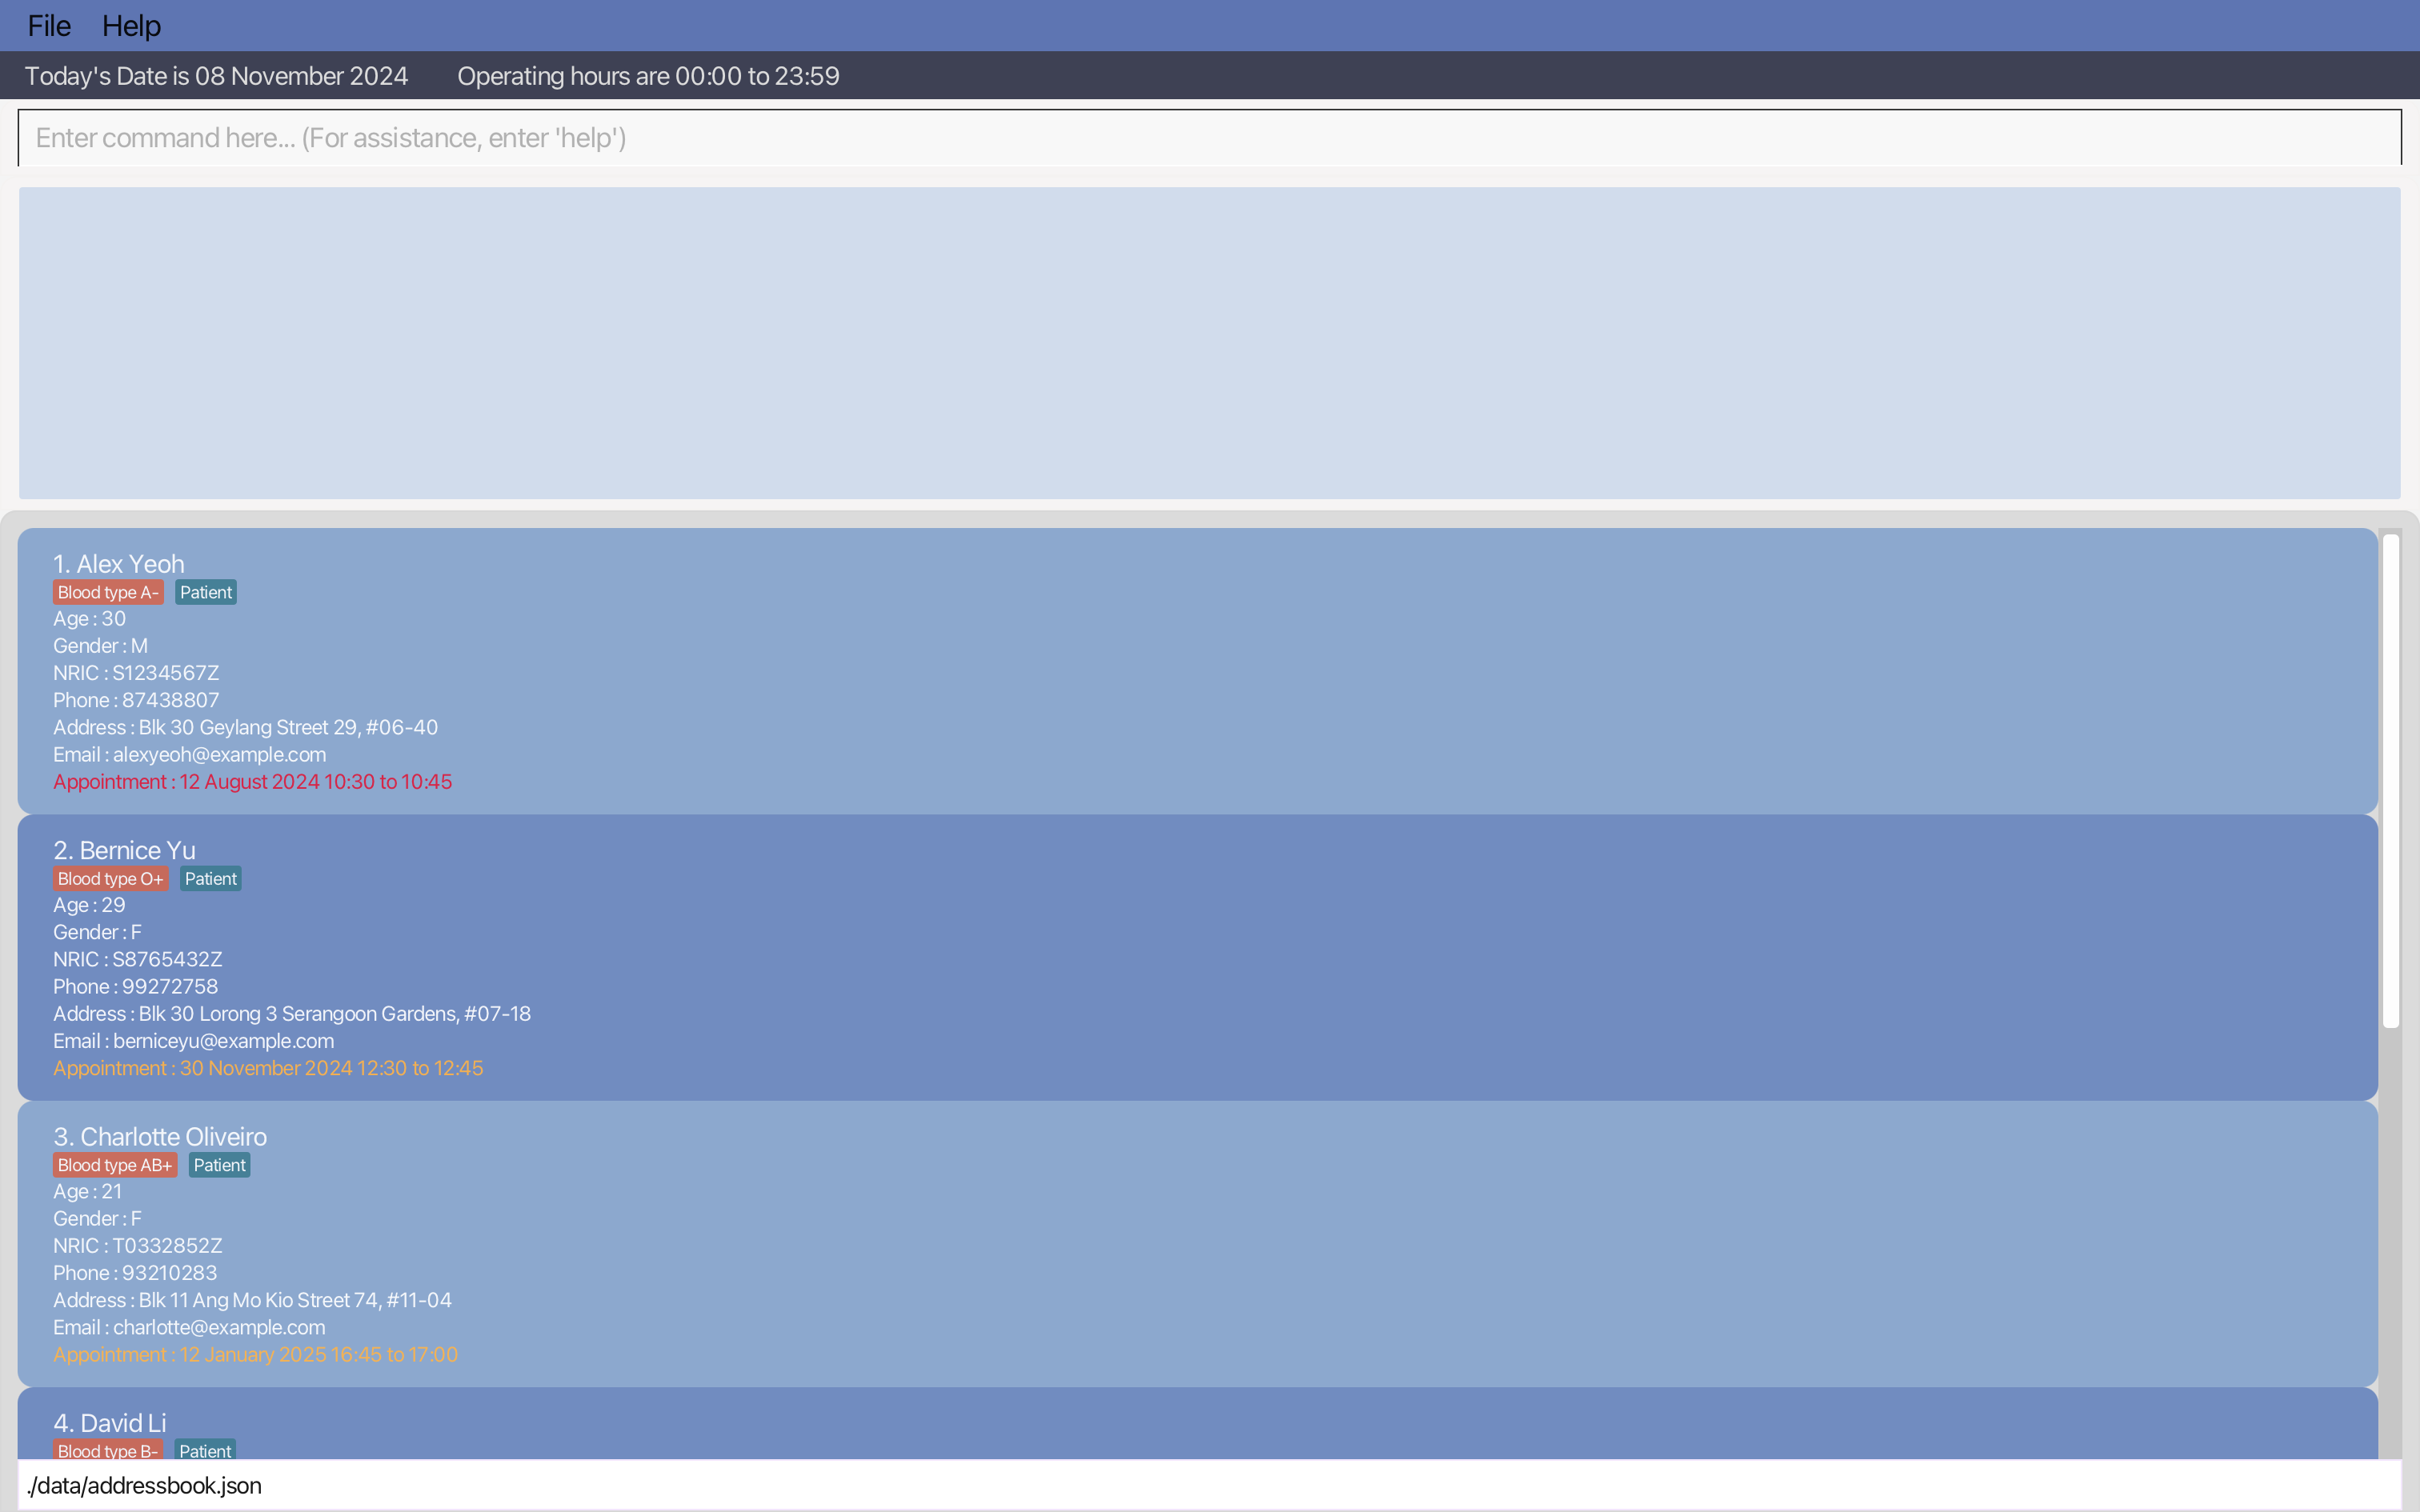 File Help
Today's Date is 08 November 2024 Operating hours are 00:00 to 23:59
Enter command here... (For assistance, enter 'help')
1. Alex Yeoh
Blood type A- Patient
Age : 30
Gender : M
NRIC : S1234567Z
Phone : 87438807
Address : Blk 30 Geylang Street 29, #06-40
Email : alexyeoh@example.com
Appointment : 12 August 2024 10:30 to 10:45
2. Bernice Yu
Blood type O+ Patient
Age : 29
Gender : F
NRIC : S8765432Z
Phone : 99272758
Address : Blk 30 Lorong 3 Serangoon Gardens, #07-18
Email : berniceyu@example.com
Appointment : 30 November 2024 12:30 to 12:45
3. Charlotte Oliveiro
Blood type AB+ Patient
Age : 21
Gender : F
NRIC : T0332852Z
Phone : 93210283
Address : Blk 11 Ang Mo Kio Street 74, #11-04
Email : charlotte@example.com
Appointment : 12 January 2025 16:45 to 17:00
4. David Li
Blood type B- Patient
./data/addressbook.json